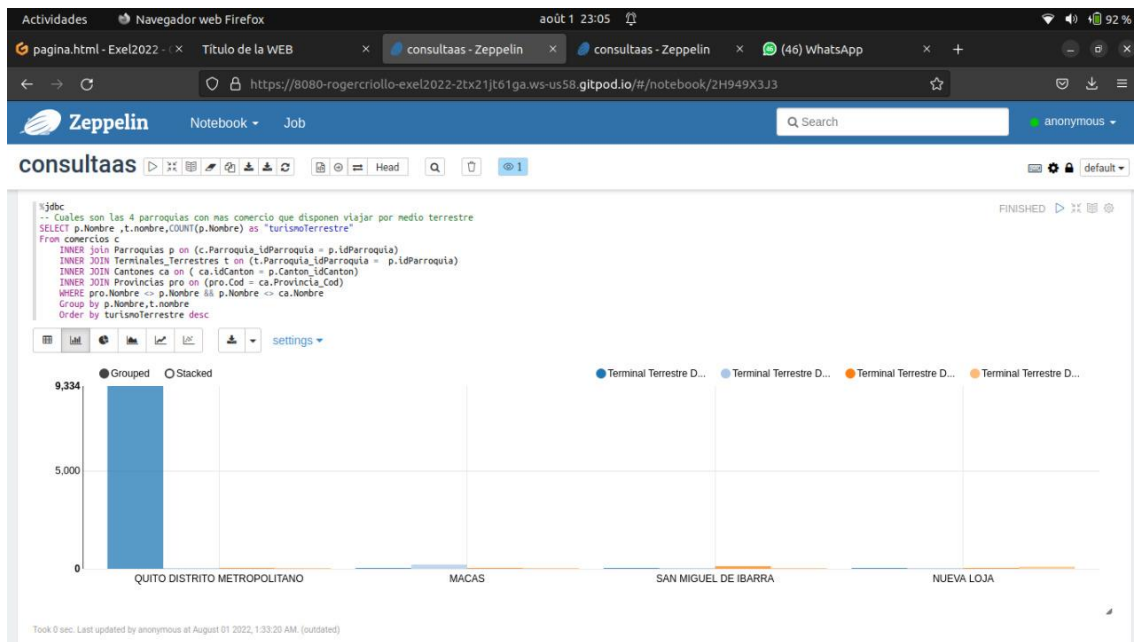 Actividades Navegador web Firefox août 1 23:05 92 %
pagina.html - Exel2022 - Título de la WEB consultaas - Zeppelin consultaas - Zeppelin (46) WhatsApp
https://8080-rogercriollo-exel2022-2tx21jt61ga.ws-us58.gitpod.io/#/notebook/2H949X3J3
Zeppelin Notebook Job Search anonymous
consultaas Head 1 default
%jdbc FINISHED
-- Cuales son las 4 parroquias con mas comercio que disponen viajar por medio terrestre
SELECT p.Nombre ,t.nombre,COUNT(p.Nombre) as "turismoTerrestre"
From comercios c
INNER join Parroquias p on (c.Parroquia_idParroquia = p.idParroquia)
INNER JOIN Terminales_Terrestres t on (t.Parroquia_idParroquia = p.idParroquia)
INNER JOIN Cantones ca on ( ca.idCanton = p.Canton_idCanton)
INNER JOIN Provincias pro on (pro.Cod = ca.Provincia_Cod)
WHERE pro.Nombre <> p.Nombre && p.Nombre <> ca.Nombre
Group by p.Nombre,t.nombre
Order by turismoTerrestre desc
settings
Grouped Stacked Terminal Terrestre D... Terminal Terrestre D... Terminal Terrestre D... Terminal Terrestre D...
9,334
5,000
0
QUITO DISTRITO METROPOLITANO MACAS SAN MIGUEL DE IBARRA NUEVA LOJA
Took 0 sec. Last updated by anonymous at August 01 2022, 1:33:20 AM. (outdated)